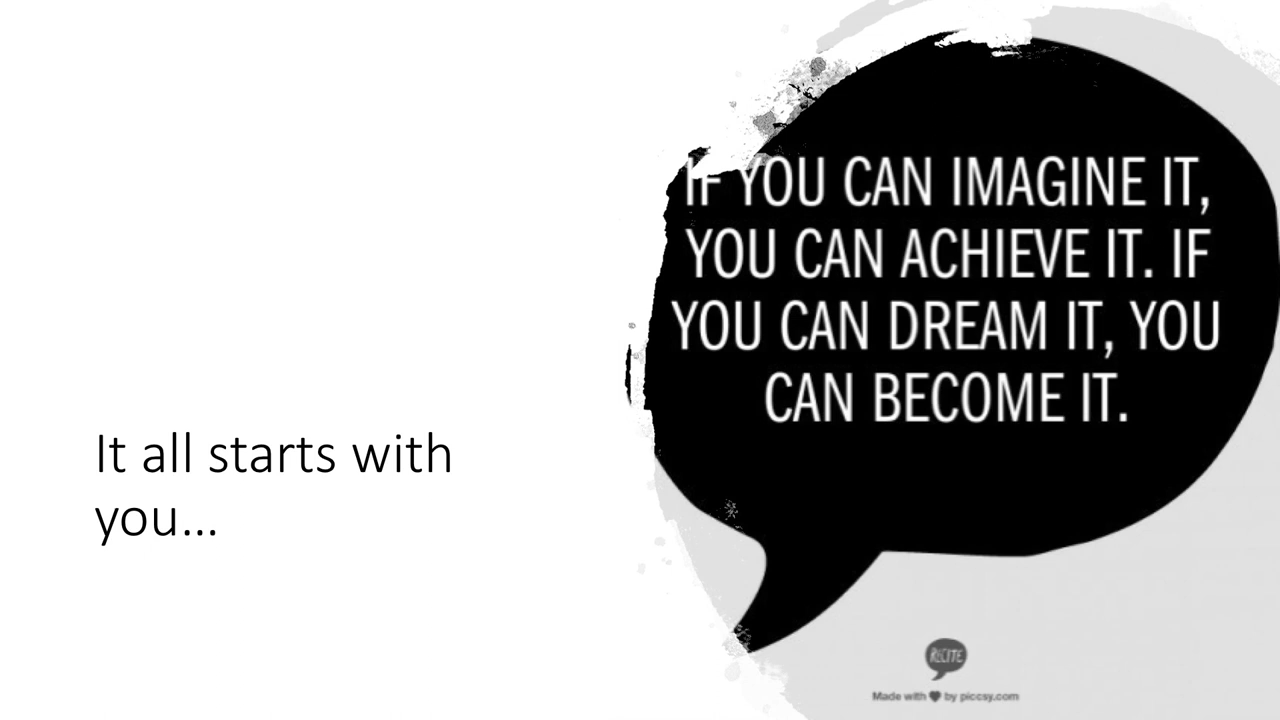 It all starts with
you...
IF YOU CAN IMAGINE IT,
YOU CAN ACHIEVE IT. IF
YOU CAN DREAM IT, YOU
CAN BECOME IT.
RECITE
Made with ♥ by piccsy.com